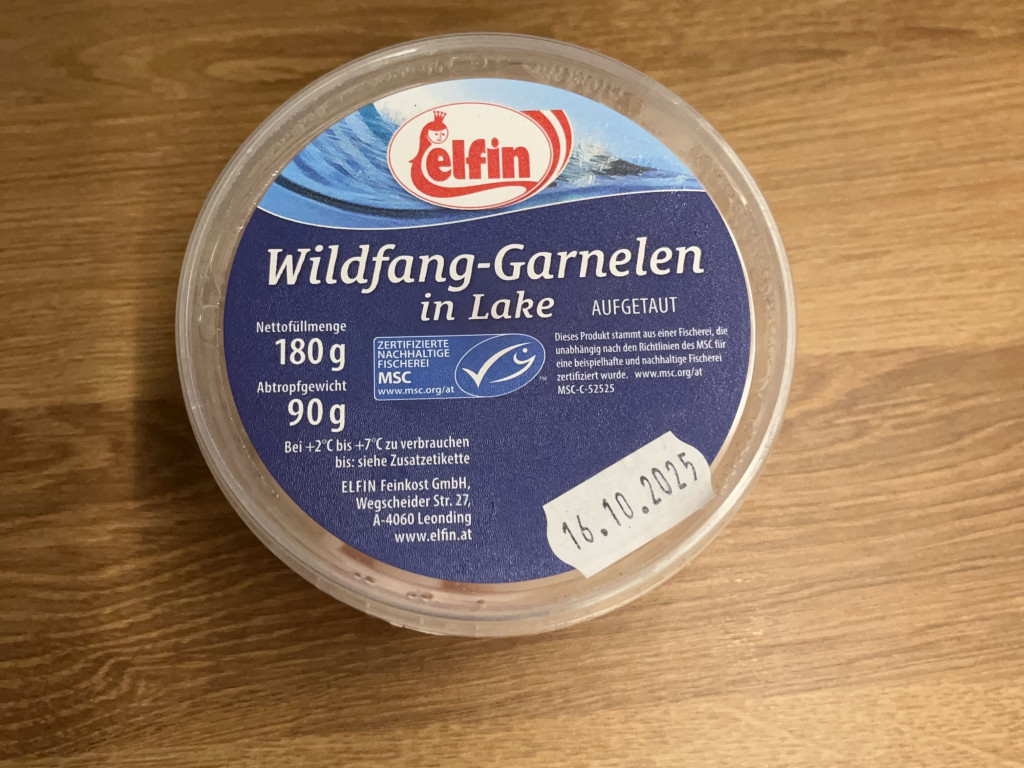 elfin
Wildfang-Garnelen
in Lake AUFGETAUT
Nettofüllmenge
180 g
Abtropfgewicht
90 g
ZERTIFIZIERTE
NACHHALTIGE
FISCHEREI
MSC
www.msc.org/at
TM
Dieses Produkt stammt aus einer Fischerei, die
unabhängig nach den Richtlinien des MSC für
eine beispielhafte und nachhaltige Fischerei
zertifiziert wurde. www.msc.org/at
MSC-C-52525
Bei +2°C bis +7°C zu verbrauchen
bis: siehe Zusatzetikette
ELFIN Feinkost GmbH,
Wegscheider Str. 27,
A-4060 Leonding
www.elfin.at
16.10.2025